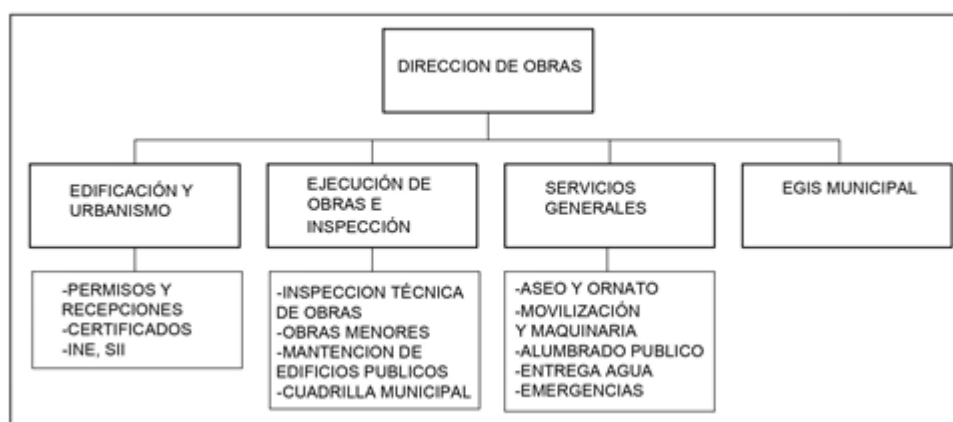 DIRECCION DE OBRAS
EDIFICACIÓN Y
URBANISMO
EJECUCIÓN DE
OBRAS E
INSPECCIÓN
SERVICIOS
GENERALES
EGIS MUNICIPAL
-PERMISOS Y
RECEPCIONES
-CERTIFICADOS
-INE, SII
-INSPECCION TÉCNICA
DE OBRAS
-OBRAS MENORES
-MANTENCION DE
EDIFICIOS PUBLICOS
-CUADRILLA MUNICIPAL
-ASEO Y ORNATO
-MOVILIZACIÓN
Y MAQUINARIA
-ALUMBRADO PUBLICO
-ENTREGA AGUA
-EMERGENCIAS